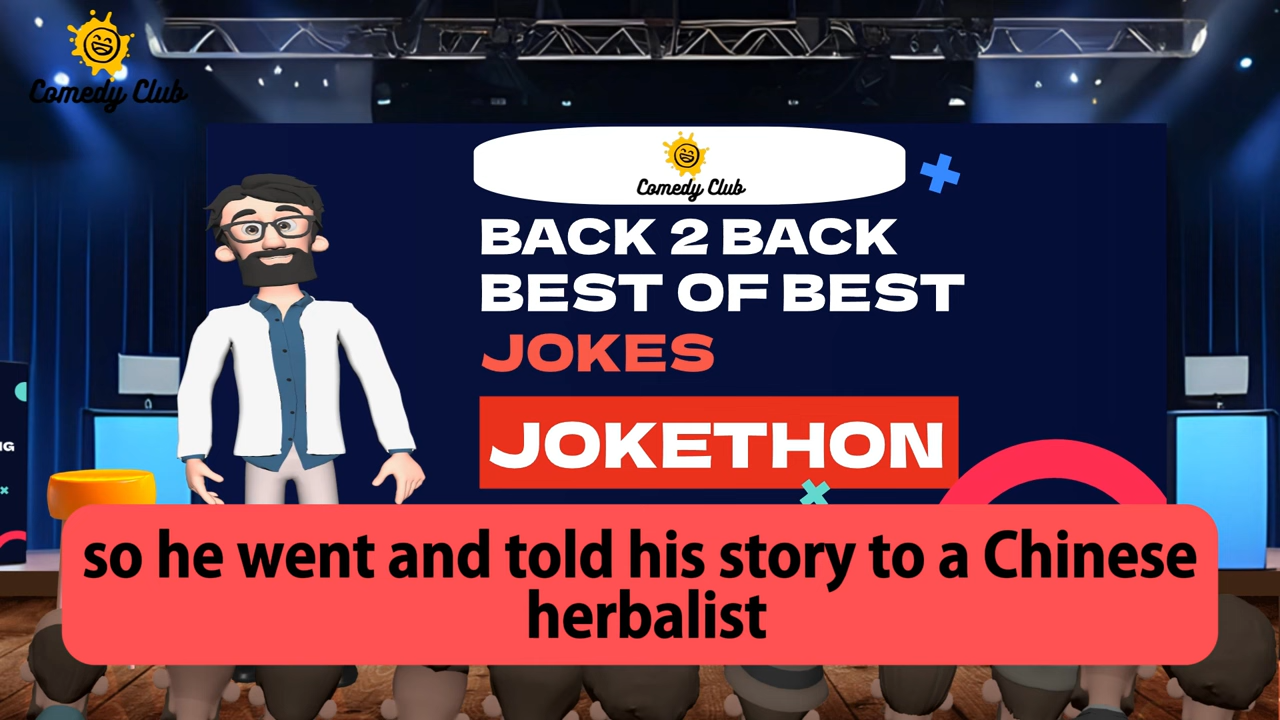 Comedy Club
Comedy Club
BACK 2 BACK
BEST OF BEST
JOKES
JOKETHON
so he went and told his story to a Chinese
herbalist